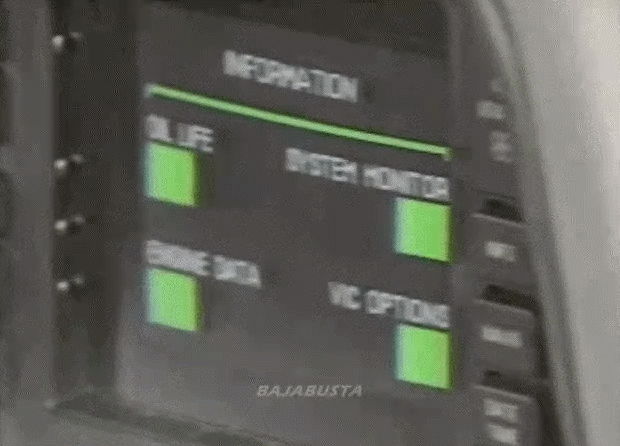 INFORMATION
OIL LIFE
SYSTEM MONITOR
ENGINE DATA
VIC OPTIONS
BAJABUSTA